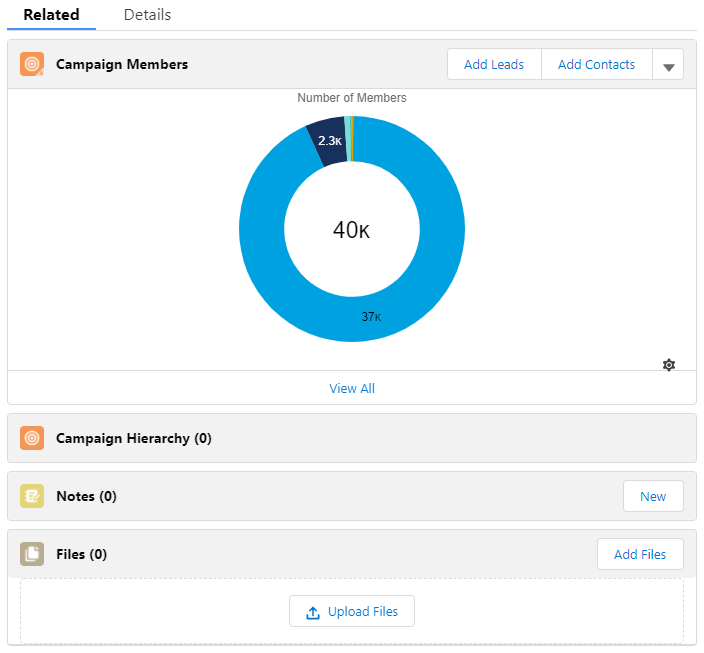 Related Details
Campaign Members Add Leads Add Contacts
Number of Members
2.3K
40K
37K
View All
Campaign Hierarchy (0)
Notes (0) New
Files (0) Add Files
Upload Files